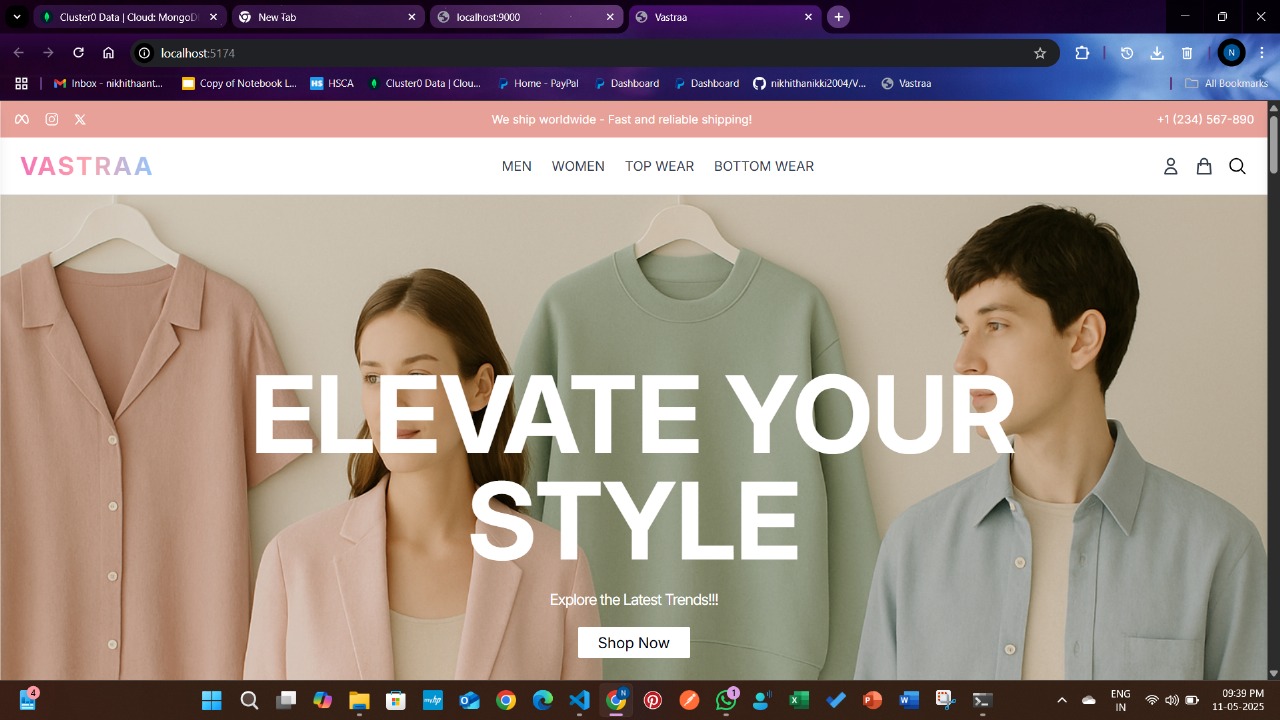 Cluster0 Data | Cloud: MongoD
New Tab
localhost:9000
Vastraa
localhost:5174
N
Inbox - nikhithaant...
Copy of Notebook L...
HS HSCA
Cluster0 Data | Clou...
Home - PayPal
Dashboard
Dashboard
nikhithanikki2004/V...
Vastraa
All Bookmarks
We ship worldwide - Fast and reliable shipping!
+1 (234) 567-890
VASTRAA
MEN
WOMEN
TOP WEAR
BOTTOM WEAR
ELEVATE YOUR
STYLE
Explore the Latest Trends!!!
Shop Now
4
myhp
N
1
ENG
IN
09:39 PM
11-05-2025